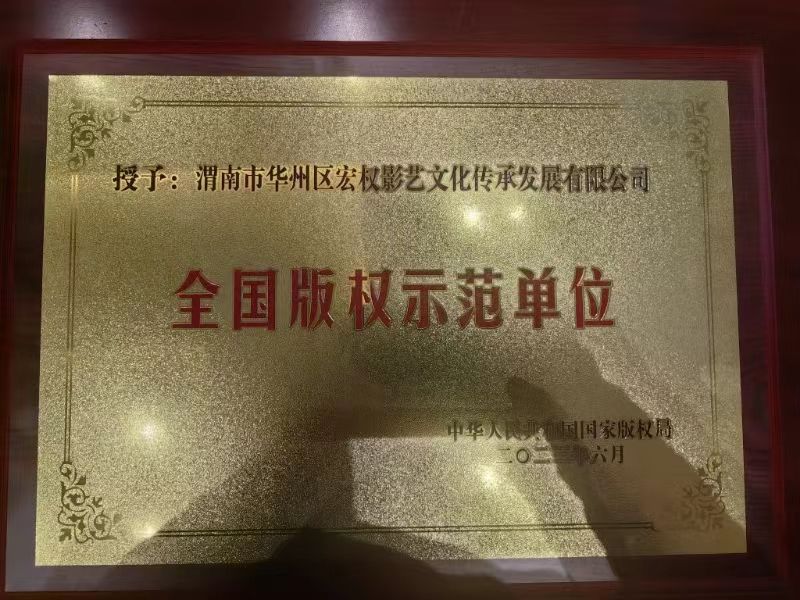 授予：渭南市华州区宏权影艺文化传承发展有限公司
全国版权示范单位
中华人民共和国国家版权局
二〇二三年六月